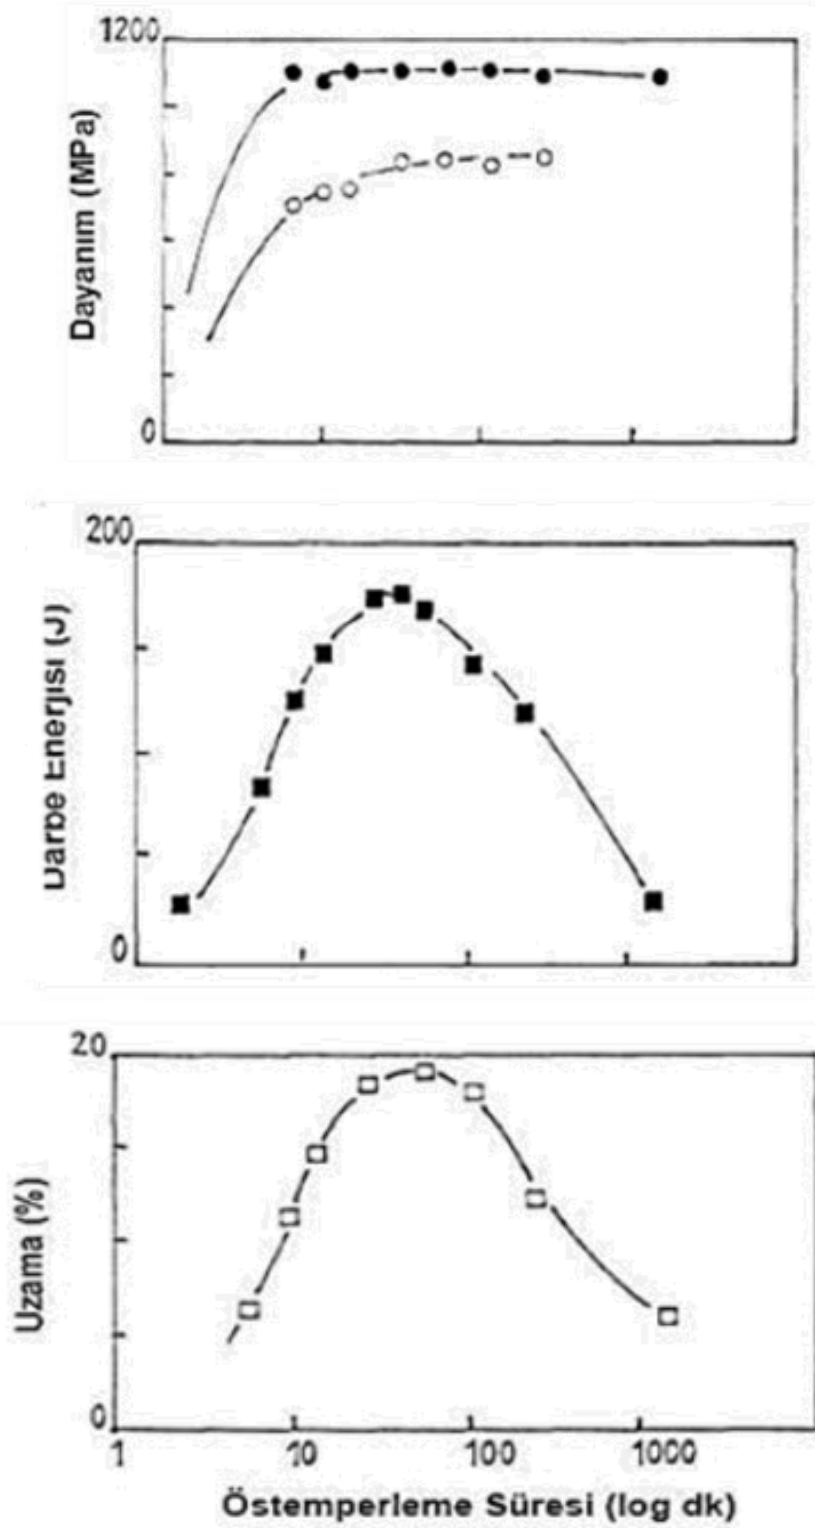 1200
Dayanım (MPa)
0
200
Darbe Enerjisi (J)
0
20
Uzama (%)
0
1 10 100 1000
Östemperleme Süresi (log dk)